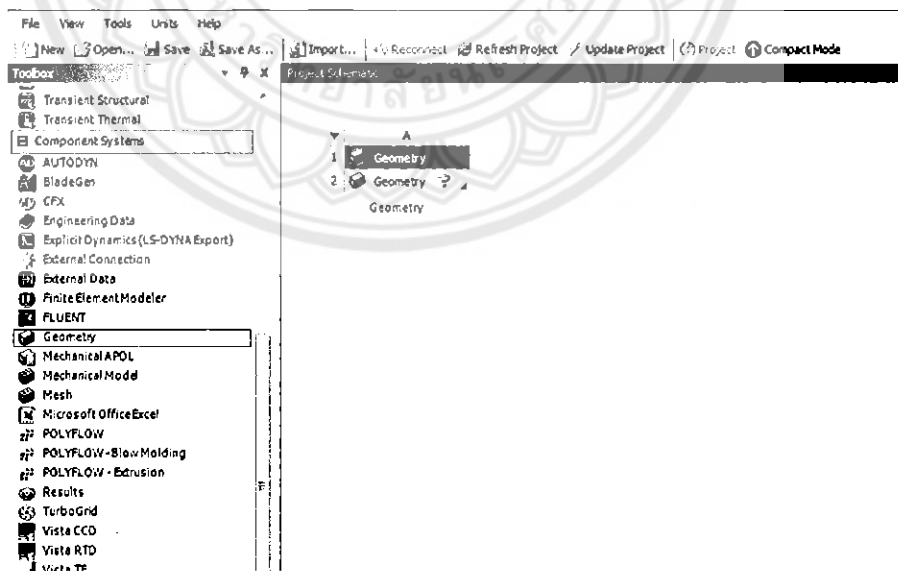 File View Tools Units Help
New Open... Save Save As... Import... Reconnect Refresh Project Update Project Project Compact Mode
Toolbox
Project Schematic
Transient Structural
Transient Thermal
Component Systems
AUTODYN
BladeGen
CFX
Engineering Data
Explicit Dynamics (LS-DYNA Export)
External Connection
External Data
Finite Element Modeler
FLUENT
Geometry
Mechanical APDL
Mechanical Model
Mesh
Microsoft Office Excel
POLYFLOW
POLYFLOW - Blow Molding
POLYFLOW - Extrusion
Results
TurboGrid
Vista CCD
Vista RTD
Vista TF
A
1 Geometry
2 Geometry ?
Geometry